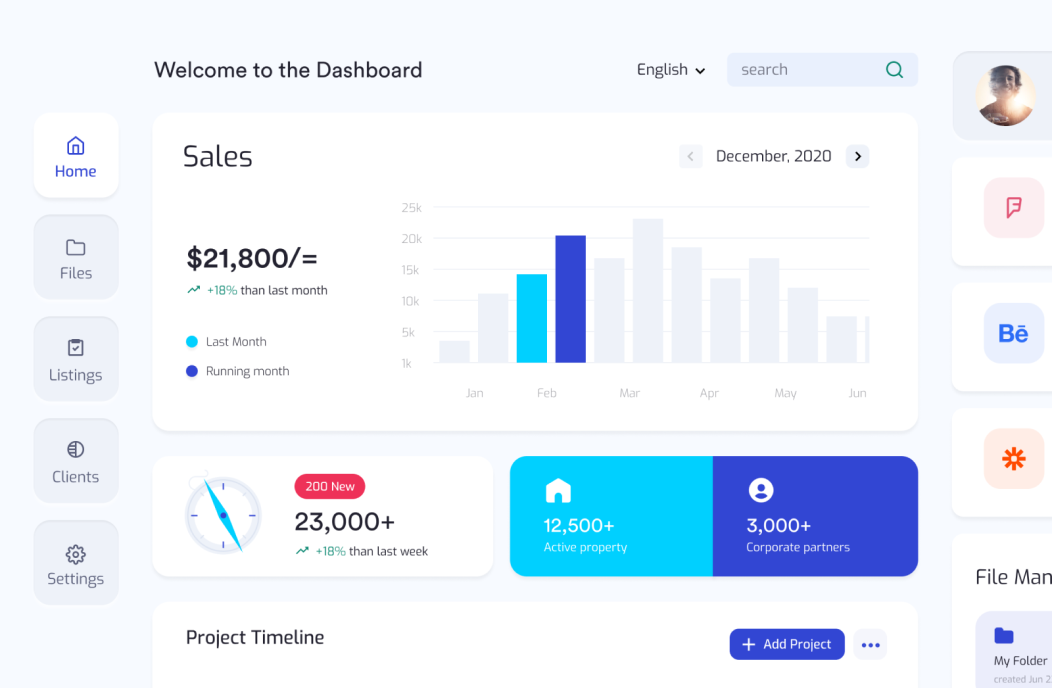 Welcome to the Dashboard
English
search
Home
Files
Listings
Clients
Settings
Sales
December, 2020
$21,800/=
+18% than last month
Last Month
Running month
25k
20k
15k
10k
5k
1k
Jan
Feb
Mar
Apr
May
Jun
200 New
23,000+
+18% than last week
12,500+
Active property
3,000+
Corporate partners
Project Timeline
+ Add Project
Bē
File Man
My Folder
created Jun 2